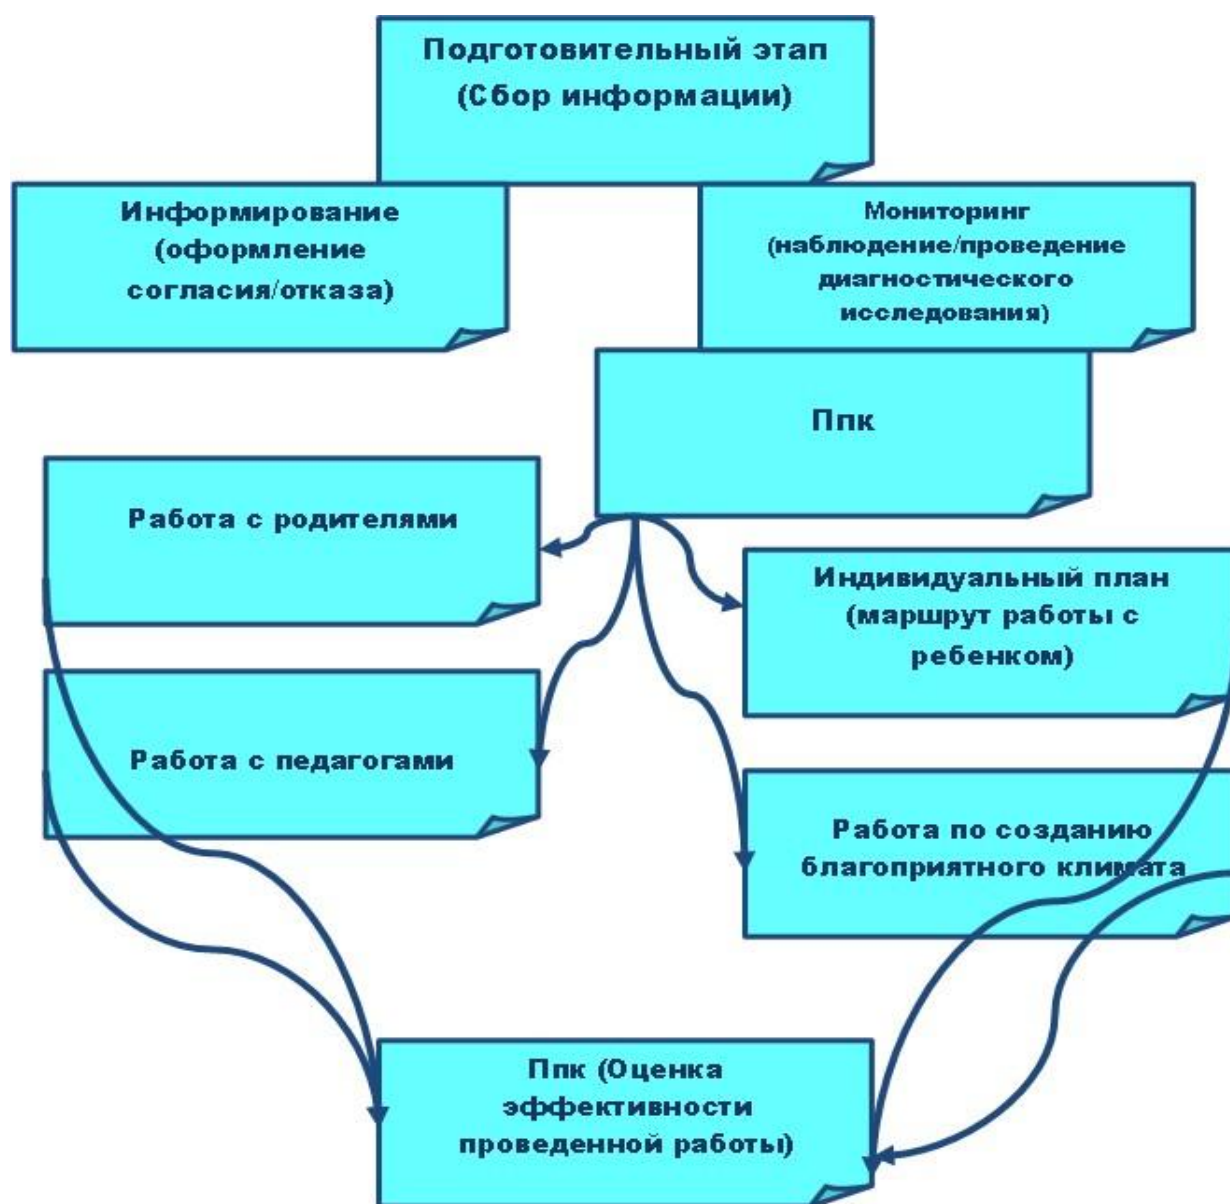 Подготовительный этап
(Сбор информации)
Информирование
(оформление
согласия/отказа)
Мониторинг
(наблюдение/проведение
диагностического
исследования)
Ппк
Работа с родителями
Индивидуальный план
(маршрут работы с
ребенком)
Работа с педагогами
Работа по созданию
благоприятного климата
Ппк (Оценка
эффективности
проведенной работы)